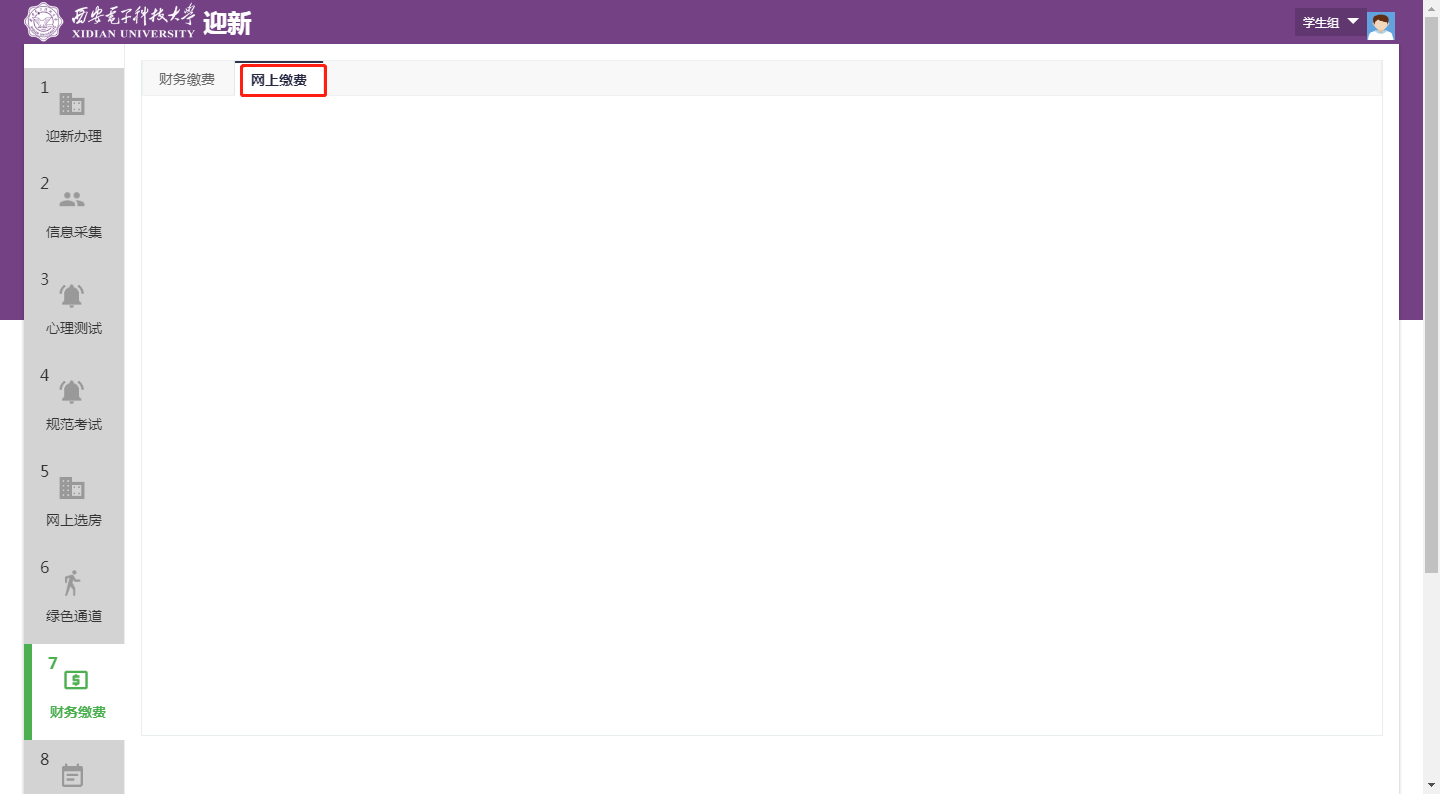 西安电子科技大学
XIDIAN UNIVERSITY
迎新
学生组
财务缴费
网上缴费
1
迎新办理
2
信息采集
3
心理测试
4
规范考试
5
网上选房
6
绿色通道
7
财务缴费
8